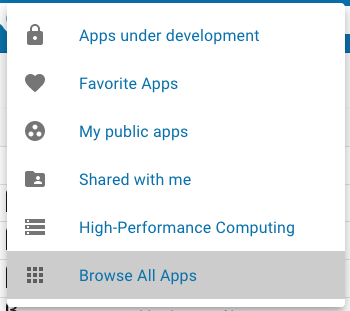 Apps under development
Favorite Apps
My public apps
Shared with me
High-Performance Computing
Browse All Apps